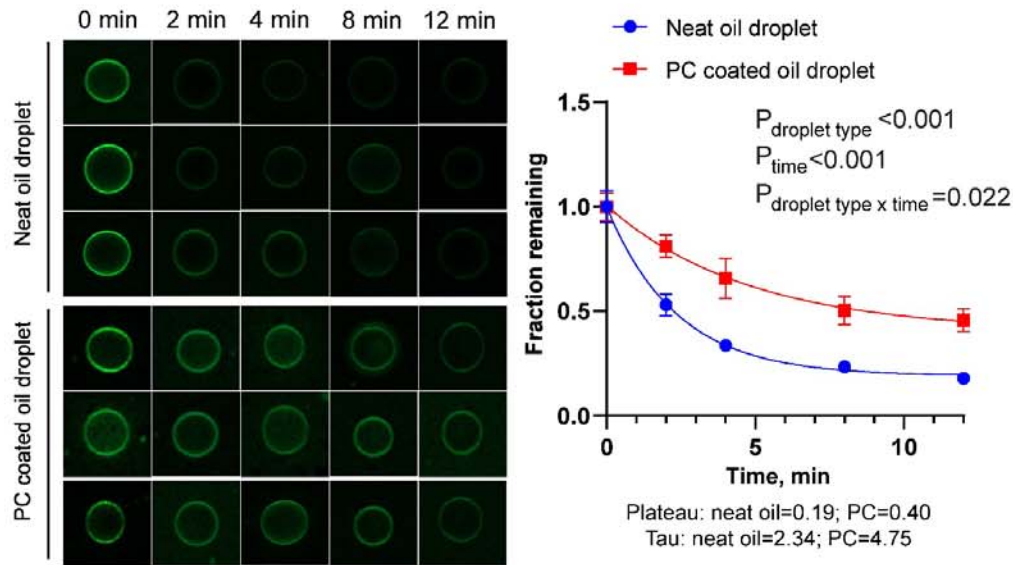 0 min 2 min 4 min 8 min 12 min
Neat oil droplet
PC coated oil droplet
Neat oil droplet
PC coated oil droplet
P droplet type <0.001
P time <0.001
P droplet type x time =0.022
Fraction remaining
1.5
1.0
0.5
0.0
0 5 10
Time, min
Plateau: neat oil=0.19; PC=0.40
Tau: neat oil=2.34; PC=4.75